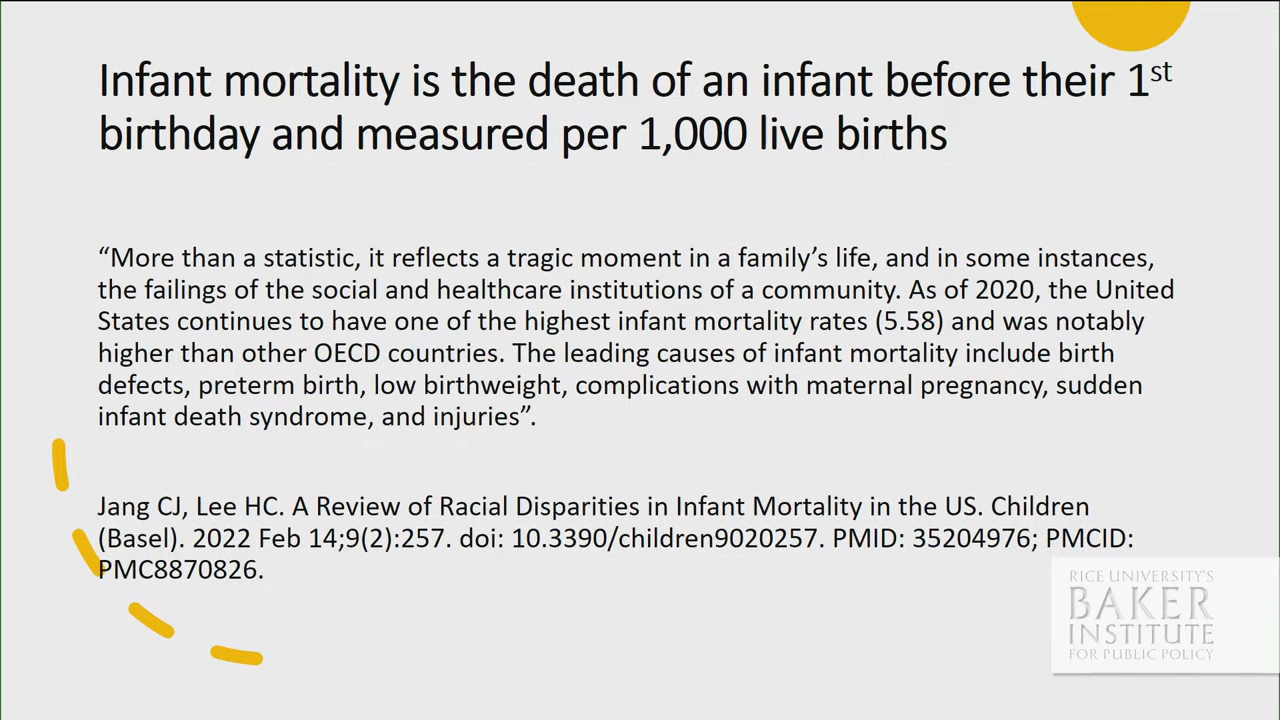 Infant mortality is the death of an infant before their 1st
birthday and measured per 1,000 live births
“More than a statistic, it reflects a tragic moment in a family’s life, and in some instances,
the failings of the social and healthcare institutions of a community. As of 2020, the United
States continues to have one of the highest infant mortality rates (5.58) and was notably
higher than other OECD countries. The leading causes of infant mortality include birth
defects, preterm birth, low birthweight, complications with maternal pregnancy, sudden
infant death syndrome, and injuries”.
Jang CJ, Lee HC. A Review of Racial Disparities in Infant Mortality in the US. Children
(Basel). 2022 Feb 14;9(2):257. doi: 10.3390/children9020257. PMID: 35204976; PMCID:
PMC8870826.
RICE UNIVERSITY'S
BAKER
INSTITUTE
FOR PUBLIC POLICY